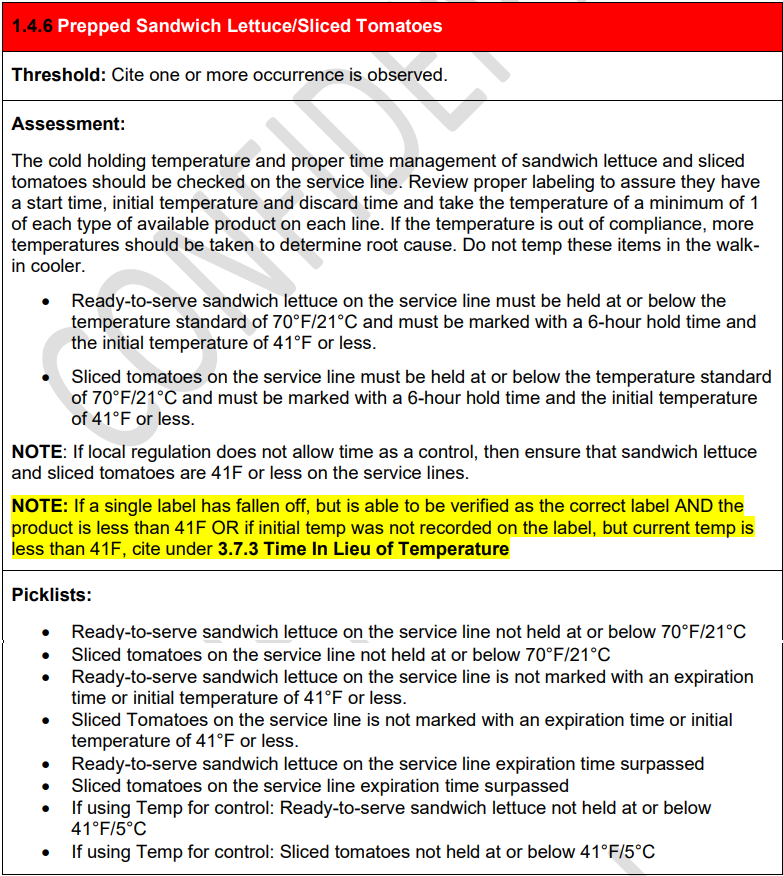 1.4.6 Prepped Sandwich Lettuce/Sliced Tomatoes
Threshold: Cite one or more occurrence is observed.
Assessment:
The cold holding temperature and proper time management of sandwich lettuce and sliced
tomatoes should be checked on the service line. Review proper labeling to assure they have
a start time, initial temperature and discard time and take the temperature of a minimum of 1
of each type of available product on each line. If the temperature is out of compliance, more
temperatures should be taken to determine root cause. Do not temp these items in the walk-
in cooler.
• Ready-to-serve sandwich lettuce on the service line must be held at or below the
temperature standard of 70°F/21°C and must be marked with a 6-hour hold time and
the initial temperature of 41°F or less.
• Sliced tomatoes on the service line must be held at or below the temperature standard
of 70°F/21°C and must be marked with a 6-hour hold time and the initial temperature
of 41°F or less.
NOTE: If local regulation does not allow time as a control, then ensure that sandwich lettuce
and sliced tomatoes are 41F or less on the service lines.
NOTE: If a single label has fallen off, but is able to be verified as the correct label AND the
product is less than 41F OR if initial temp was not recorded on the label, but current temp is
less than 41F, cite under 3.7.3 Time In Lieu of Temperature
Picklists:
• Ready-to-serve sandwich lettuce on the service line not held at or below 70°F/21°C
• Sliced tomatoes on the service line not held at or below 70°F/21°C
• Ready-to-serve sandwich lettuce on the service line is not marked with an expiration
time or initial temperature of 41°F or less.
• Sliced Tomatoes on the service line is not marked with an expiration time or initial
temperature of 41°F or less.
• Ready-to-serve sandwich lettuce on the service line expiration time surpassed
• Sliced tomatoes on the service line expiration time surpassed
• If using Temp for control: Ready-to-serve sandwich lettuce not held at or below
41°F/5°C
• If using Temp for control: Sliced tomatoes not held at or below 41°F/5°C